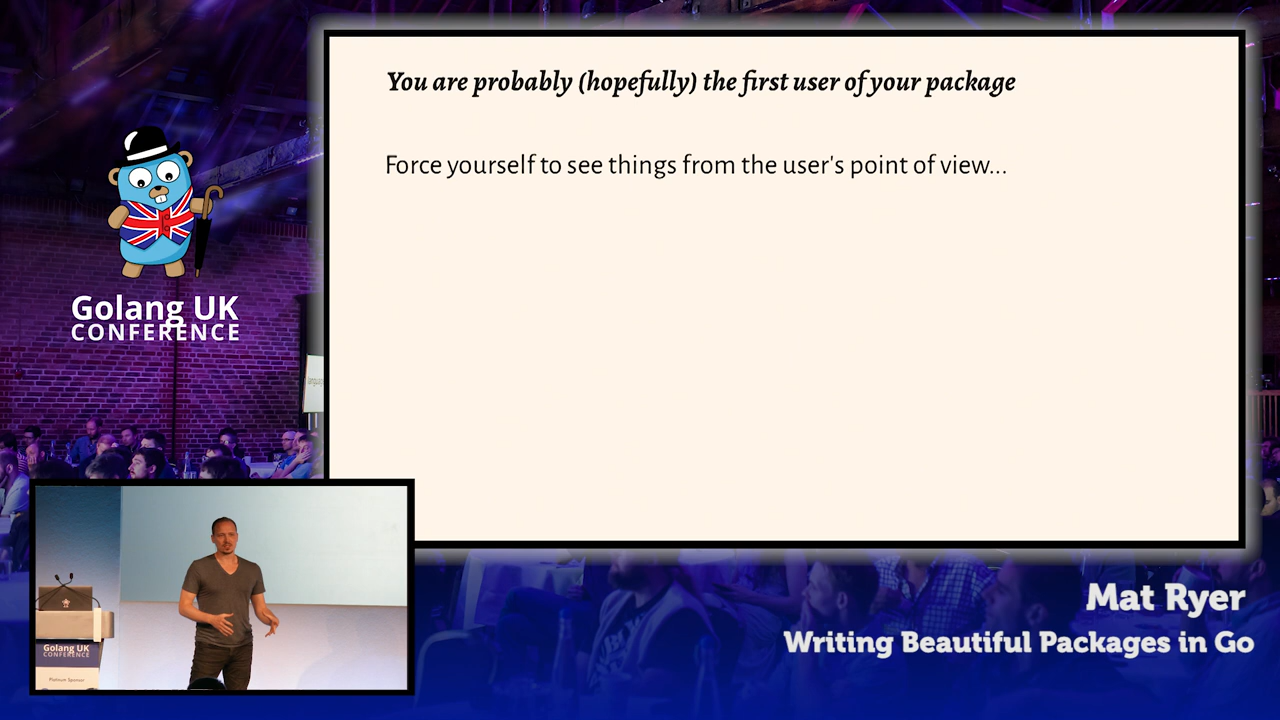 You are probably (hopefully) the first user of your package
Force yourself to see things from the user's point of view...
Golang UK
CONFERENCE
Golang UK
CONFERENCE
Platinum Sponsor
Mat Ryer
Writing Beautiful Packages in Go